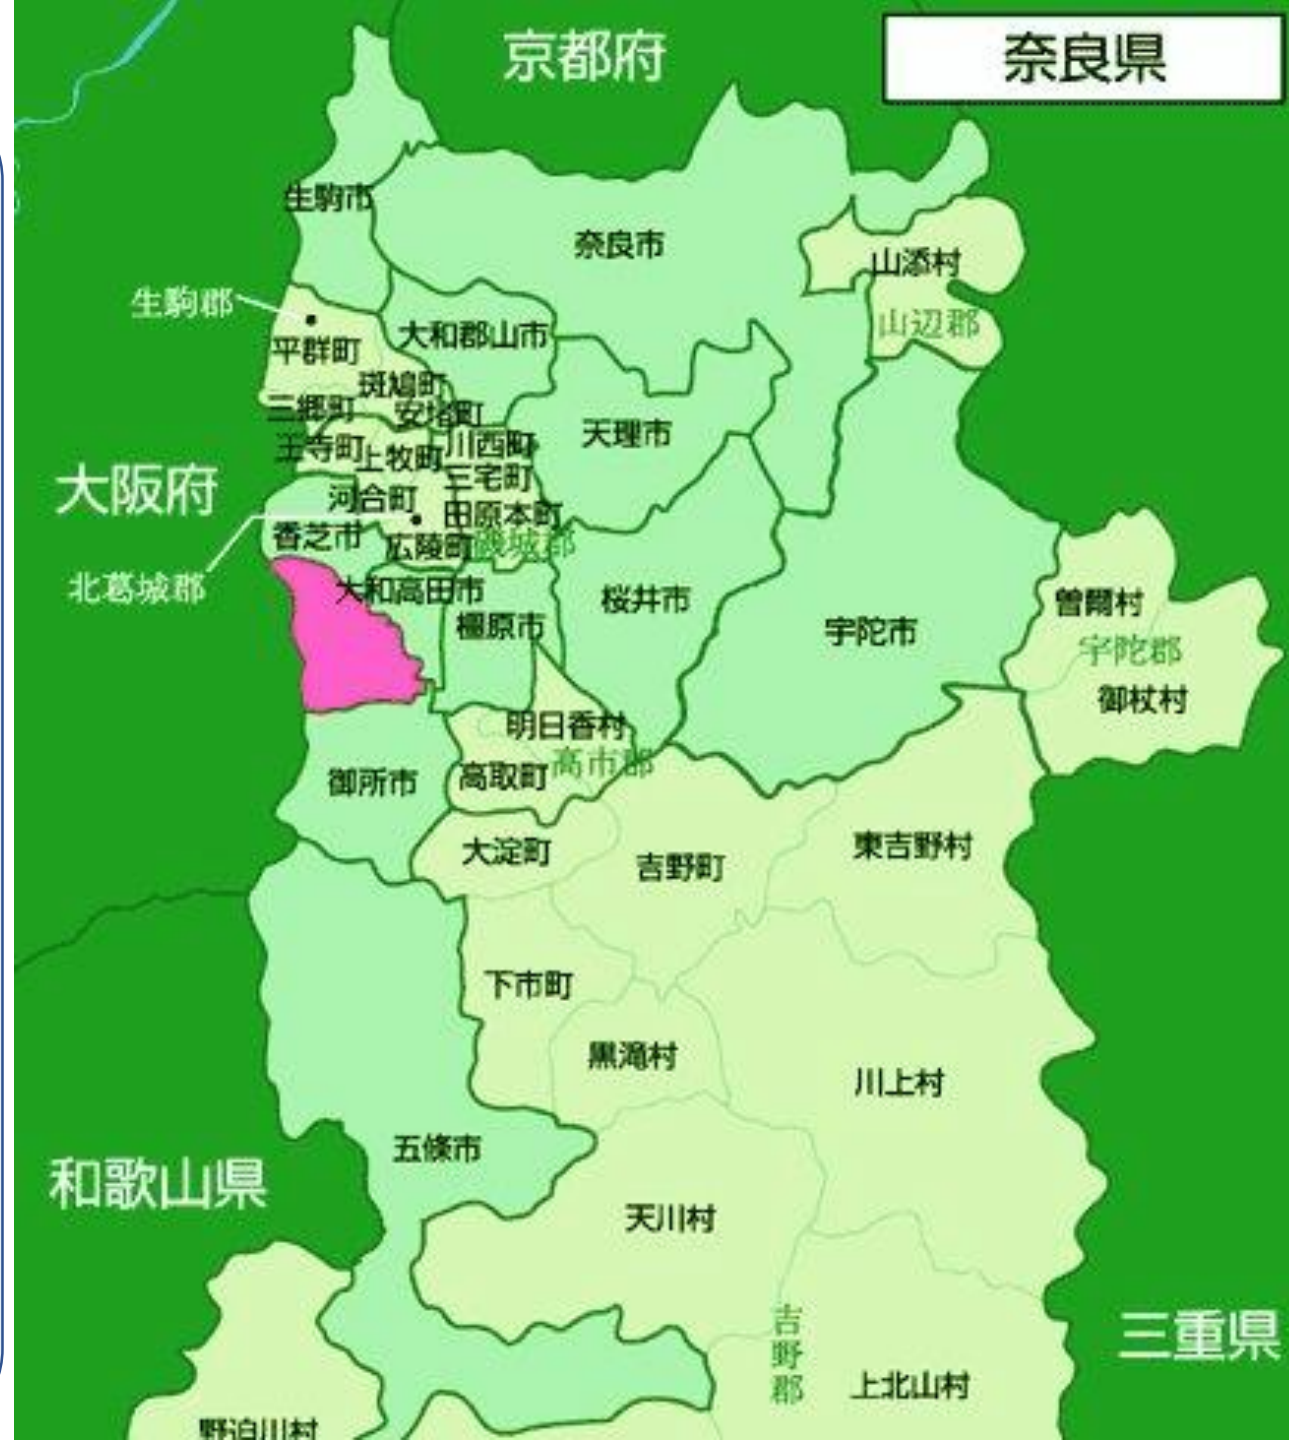 京都府
奈良県
生駒市
奈良市
山添村
生駒郡
山辺郡
大和郡山市
平群町
斑鳩町
三郷町
安堵町
天理市
王寺町
川西町
上牧町
三宅町
大阪府
河合町
田原本町
香芝市
広陵町
磯城郡
北葛城郡
大和高田市
桜井市
曽爾村
橿原市
宇陀市
宇陀郡
御杖村
明日香村
高市郡
御所市
高取町
大淀町
吉野町
東吉野村
下市町
黒滝村
川上村
五條市
和歌山県
天川村
吉野郡
三重県
上北山村
野迫川村